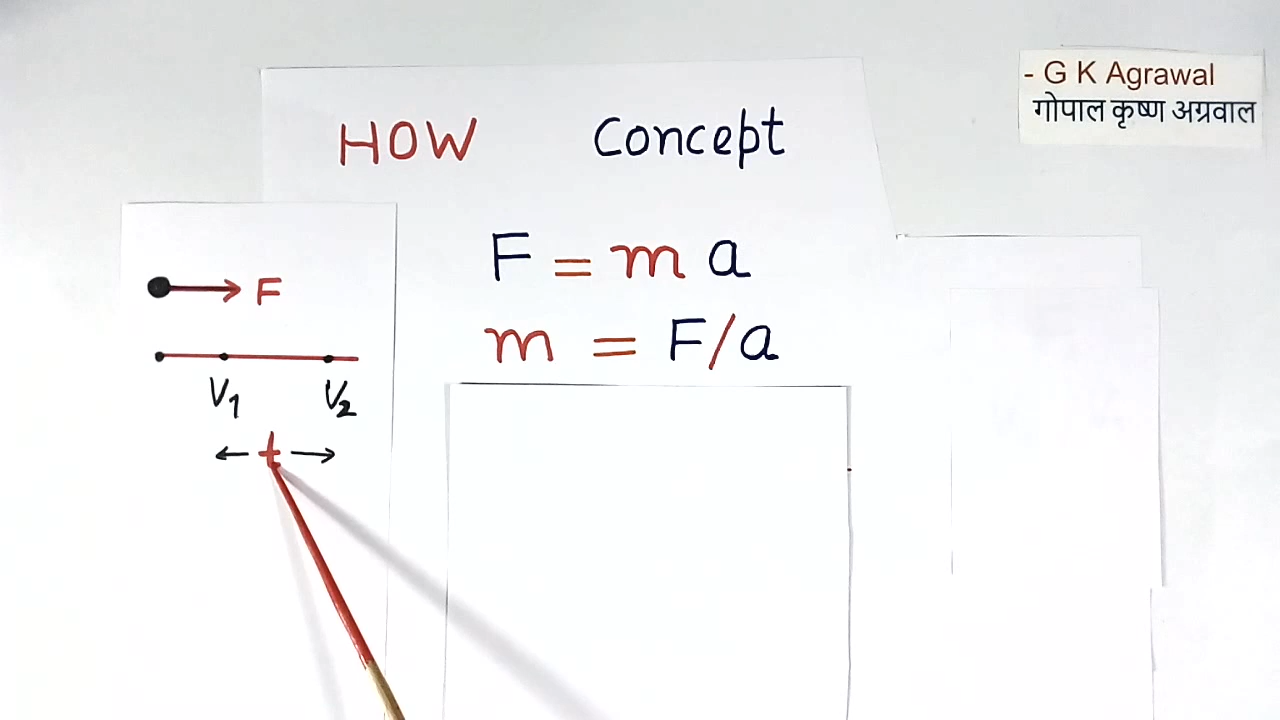 - G K Agrawal
गोपाल कृष्ण अग्रवाल
HOW Concept
F = m a
m = F/a
F
V₁ V₂
← t →